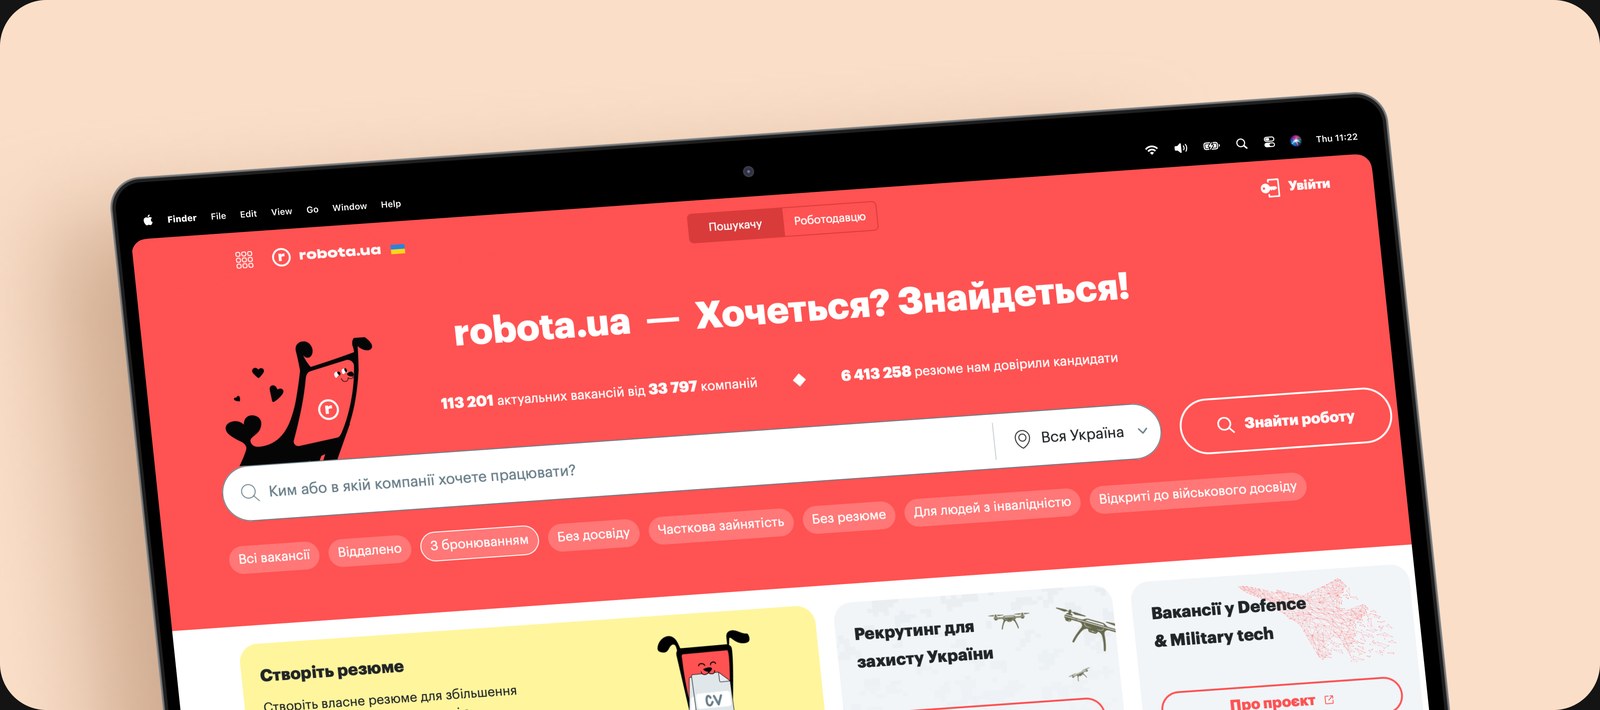 Finder File Edit View Go Window Help
Thu 11:22
r robota.ua
Пошукачу Роботодавцю
Увійти
robota.ua — Хочеться? Знайдеться!
113 201 актуальних вакансій від 33 797 компаній
6 413 258 резюме нам довірили кандидати
r
Ким або в якій компанії хочете працювати?
Вся Україна
Знайти роботу
Всі вакансії Віддалено З бронюванням Без досвіду Часткова зайнятість Без резюме Для людей з інвалідністю Відкриті до військового досвіду
Створіть резюме
Створіть власне резюме для збільшення
CV
Рекрутинг для
захисту України
Вакансії у Defence
& Military tech
Про проєкт